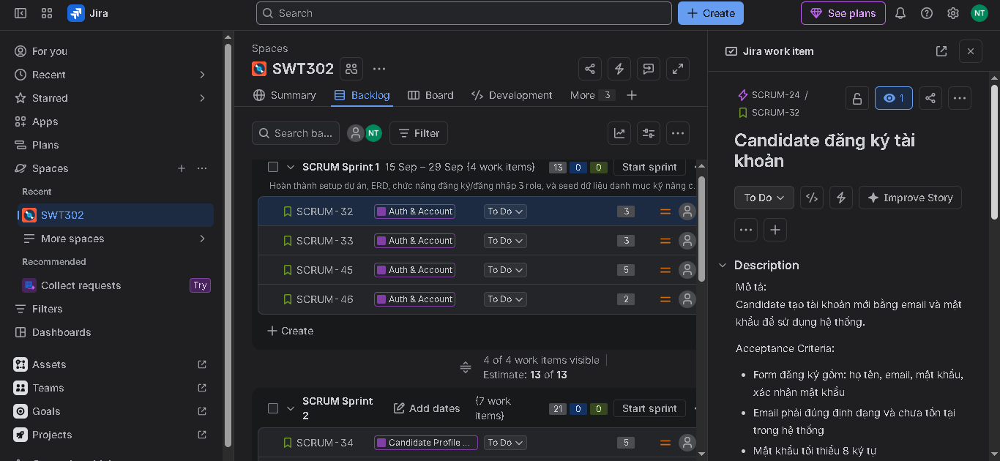 Jira
Search
Create
See plans
NT
For you
Recent
Starred
Apps
Plans
Spaces
Recent
SWT302
More spaces
Recommended
Collect requests
Try
Filters
Dashboards
Assets
Teams
Goals
Projects
Spaces
SWT302
Summary
Backlog
Board
Development
More 3
Search ba...
NT
Filter
SCRUM Sprint 1 15 Sep – 29 Sep (4 work items) 13 0 0 Start sprint
Hoàn thành setup dự án, ERD, chức năng đăng ký/đăng nhập 3 role, và seed dữ liệu danh mục kỹ năng c...
SCRUM-32 Auth & Account To Do 3
SCRUM-33 Auth & Account To Do 3
SCRUM-45 Auth & Account To Do 5
SCRUM-46 Auth & Account To Do 2
Create
4 of 4 work items visible
Estimate: 13 of 13
SCRUM Sprint 2 Add dates (7 work items) 21 0 0 Start sprint
SCRUM-34 Candidate Profile ... To Do 5
Jira work item
SCRUM-24 /
SCRUM-32
1
Candidate đăng ký tài
khoản
To Do
Improve Story
Description
Mô tả:
Candidate tạo tài khoản mới bằng email và mật
khẩu để sử dụng hệ thống.
Acceptance Criteria:
• Form đăng ký gồm: họ tên, email, mật khẩu,
xác nhận mật khẩu
• Email phải đúng định dạng và chưa tồn tại
trong hệ thống
• Mật khẩu tối thiểu 8 ký tự